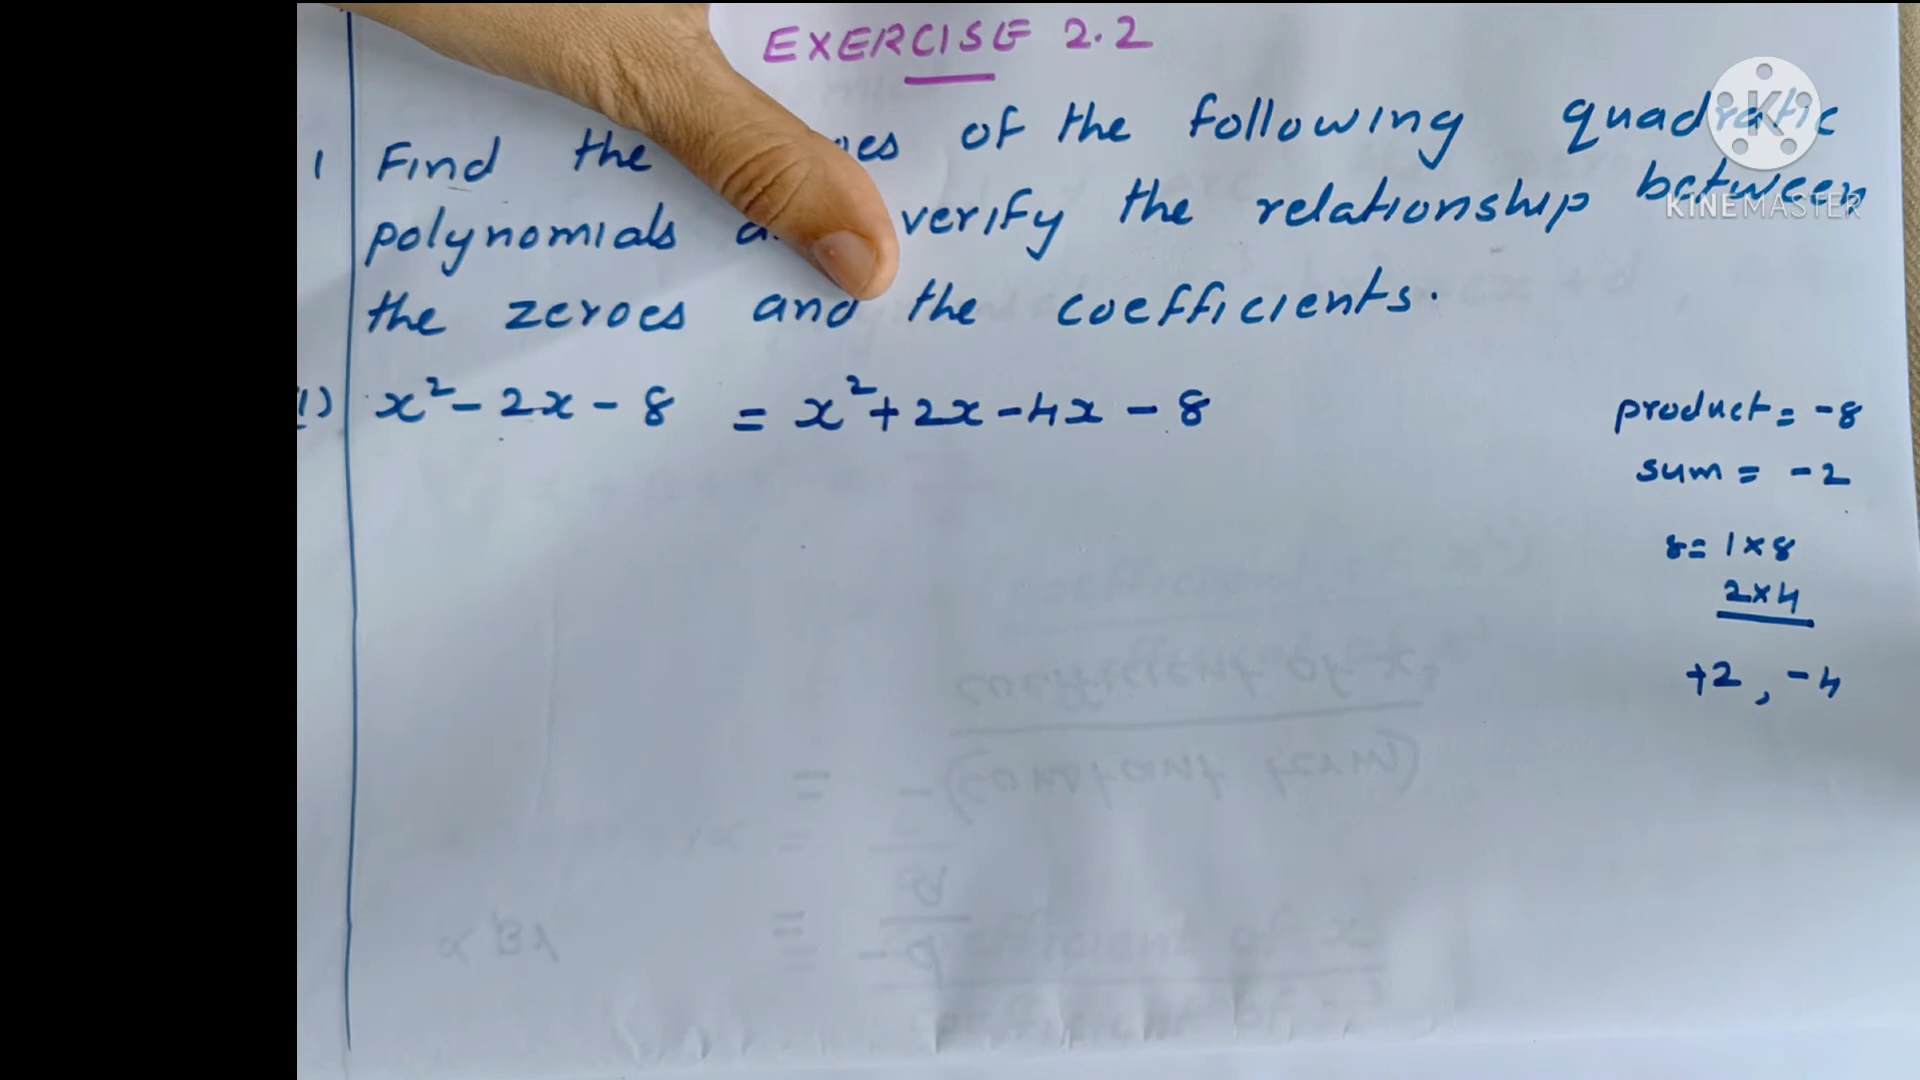 EXERCISE 2.2
1 Find the oes of the following quadratic
polynomials a verify the relationship between
the zeroes and the coefficients.
1) x² - 2x - 8 = x² + 2x - 4x - 8
product = -8
sum = -2
8 = 1 × 8
2 × 4
+2, -4
K
KINEMASTER